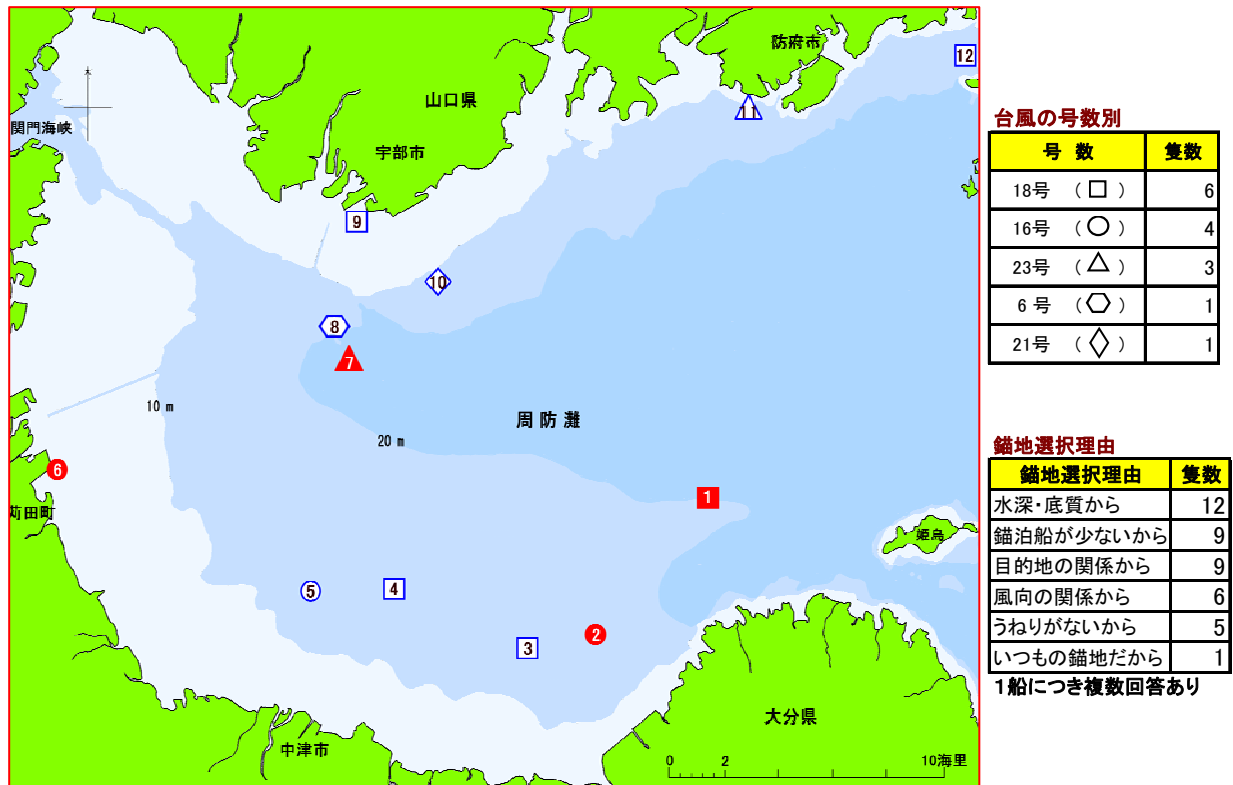 防府市
12
山口県
11
関門海峡
宇部市
9
10
8
7
10 m
周防灘
20 m
6
1
苅田町
姫島
5
4
2
3
大分県
中津市
0 2 10海里
台風の号数別
号 数 隻数
18号 (□) 6
16号 (○) 4
23号 (△) 3
6 号 (⬡) 1
21号 (◇) 1
錨地選択理由
錨地選択理由 隻数
水深・底質から 12
錨泊船が少ないから 9
目的地の関係から 9
風向の関係から 6
うねりがないから 5
いつもの錨地だから 1
1船につき複数回答あり